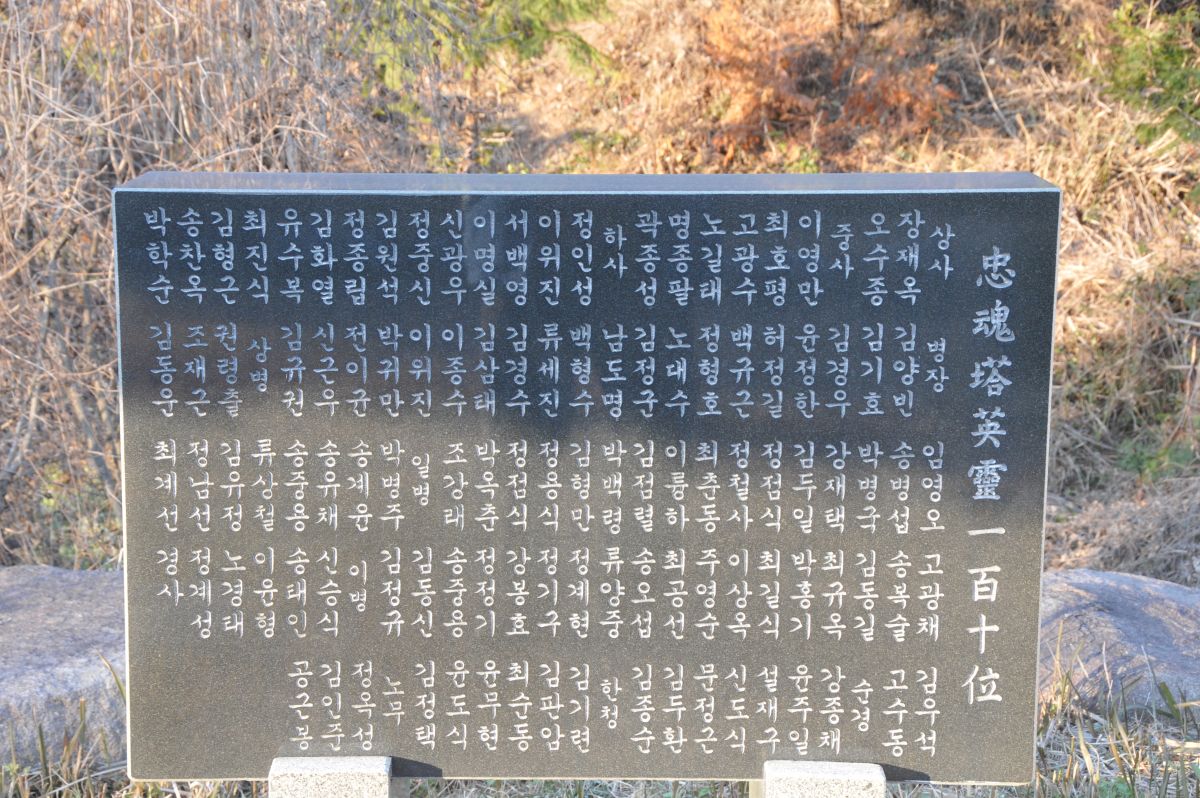 忠魂塔英靈一百十位
상사
장재옥
오수종
중사
이영만
최호평
고광수
노길태
명종팔
곽종성
하사
정인성
이위진
서백영
이명실
신광우
정중신
김원석
정종림
김화열
유수복
최진식
김형근
송찬옥
박학순
병장
김양빈
김기효
김경우
윤정한
허정길
백규근
정형호
노대수
김정군
남도명
백형수
류세진
김경수
김삼태
이종수
이위진
박귀만
전이균
신근우
김규권
상병
권령출
조재근
김동운
임영오
송병섭
박병국
강재택
김두일
정점식
정철사
최춘동
이륭하
김점렬
박백령
김형만
정용식
정점식
박옥춘
조강래
일병
박병주
송계윤
송유채
송중용
류상철
김유정
정남선
최계선
고광채
송복술
김동길
최규옥
박홍기
최길식
이상옥
주영순
최공선
송오섭
류양중
정계현
정기구
강봉효
정정기
송중용
김동신
김정규
이병
신승식
송태인
이윤형
노경태
정계성
경사
김우석
고수동
순경
강종채
윤주일
설재구
신도식
문정근
김두환
김종순
한청
김기련
김판암
최순동
윤무현
윤도식
김정택
노무
정옥성
김인준
공근봉